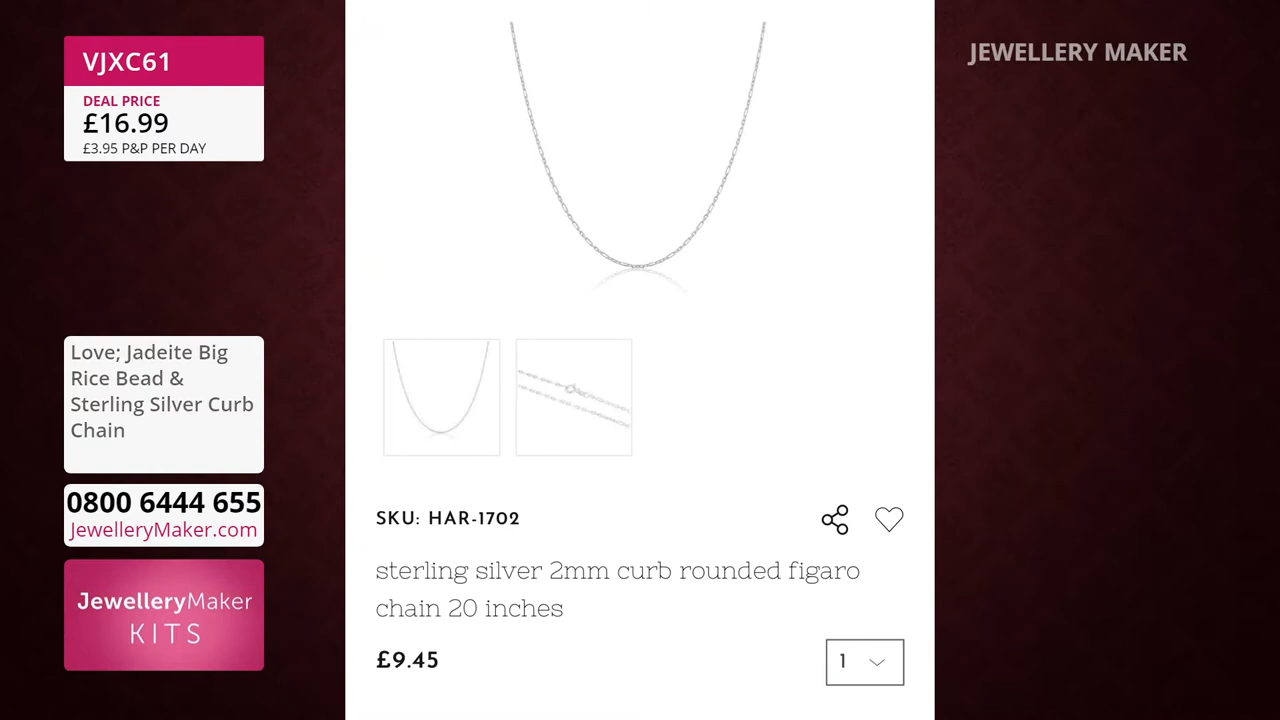 VJXC61
DEAL PRICE
£16.99
£3.95 P&P PER DAY
Love; Jadeite Big
Rice Bead &
Sterling Silver Curb
Chain
0800 6444 655
JewelleryMaker.com
JewelleryMaker
KITS
SKU: HAR-1702
sterling silver 2mm curb rounded figaro
chain 20 inches
£9.45
1
JEWELLERY MAKER